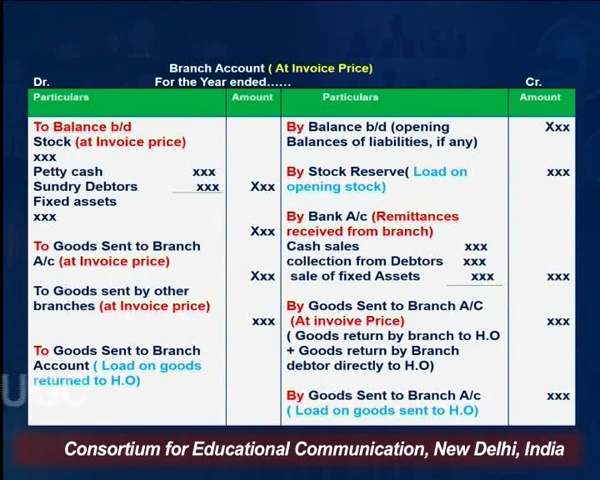 Branch Account ( At Invoice Price)
Dr. For the Year ended…… Cr.
Particulars Amount Particulars Amount
To Balance b/d
Stock (at Invoice price)
xxx
Petty cash xxx
Sundry Debtors xxx Xxx
Fixed assets
xxx
Xxx
To Goods Sent to Branch
A/c (at Invoice price)
Xxx
To Goods sent by other
branches (at Invoice price)
xxx
To Goods Sent to Branch
Account ( Load on goods
returned to H.O)
By Balance b/d (opening Xxx
Balances of liabilities, if any)
By Stock Reserve( Load on xxx
opening stock)
By Bank A/c (Remittances
received from branch)
Cash sales xxx
collection from Debtors xxx
sale of fixed Assets xxx xxx
By Goods Sent to Branch A/C
(At invoive Price) xxx
( Goods return by branch to H.O
+ Goods return by Branch
debtor directly to H.O)
By Goods Sent to Branch A/c xxx
( Load on goods sent to H.O)
UGC
Consortium for Educational Communication, New Delhi, India